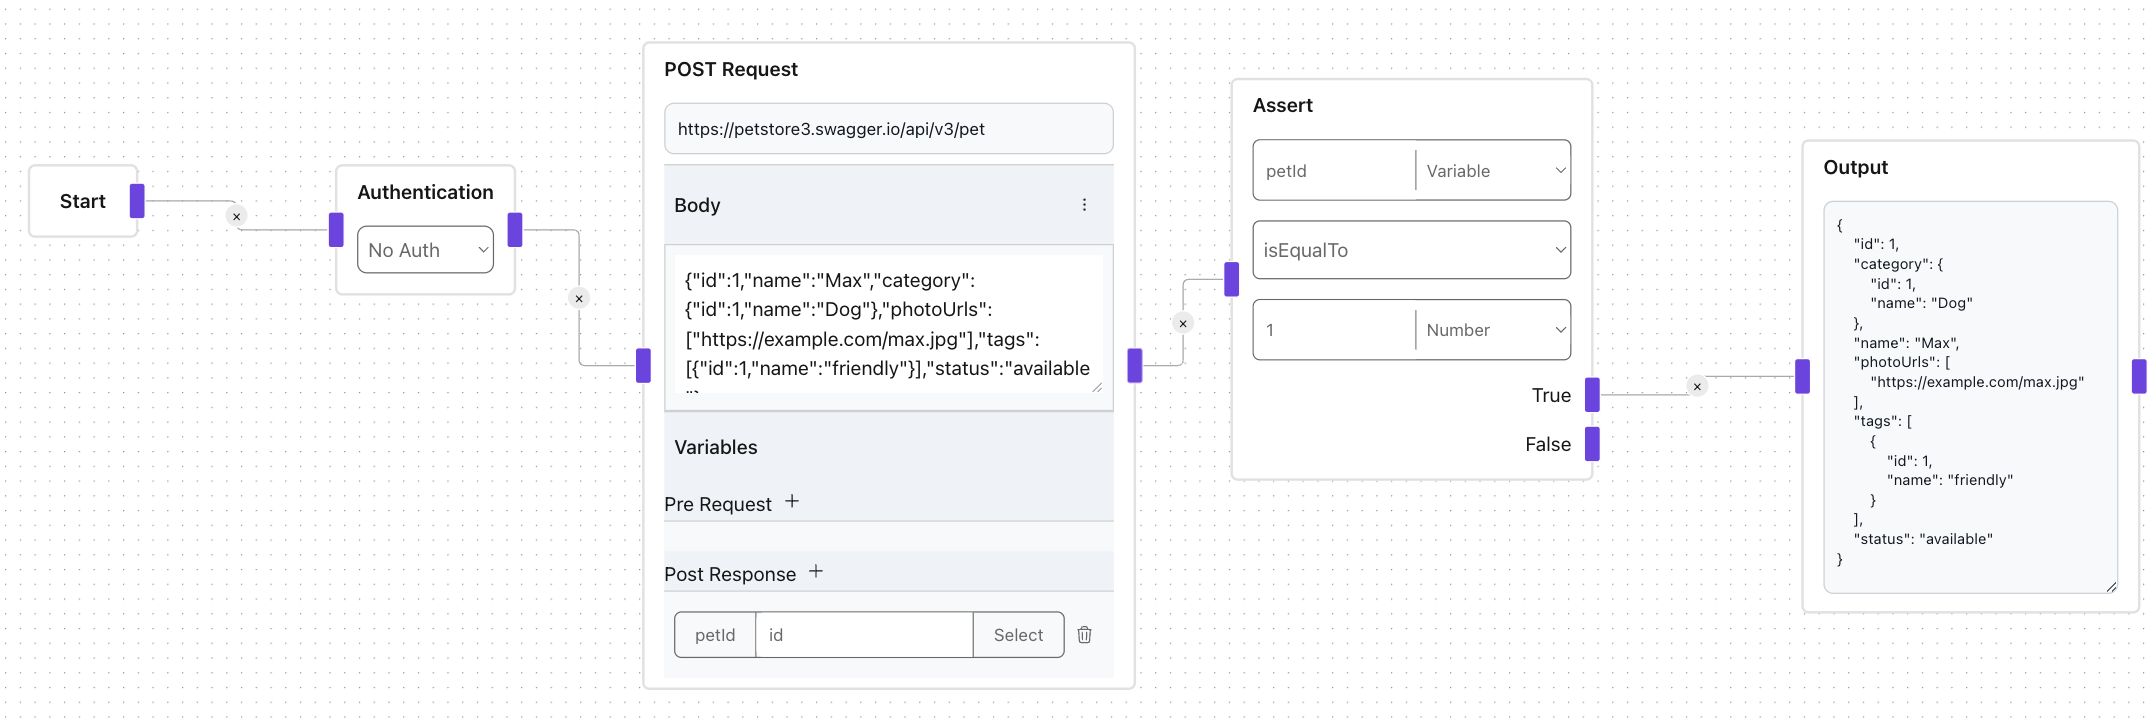 Start
Authentication
No Auth
POST Request
https://petstore3.swagger.io/api/v3/pet
Body
{"id":1,"name":"Max","category":
{"id":1,"name":"Dog"},"photoUrls":
["https://example.com/max.jpg"],"tags":
[{"id":1,"name":"friendly"}],"status":"available
"}
Variables
Pre Request +
Post Response +
petId id Select
Assert
petId Variable
isEqualTo
1 Number
True
False
Output
{
"id": 1,
"category": {
"id": 1,
"name": "Dog"
},
"name": "Max",
"photoUrls": [
"https://example.com/max.jpg"
],
"tags": [
{
"id": 1,
"name": "friendly"
}
],
"status": "available"
}